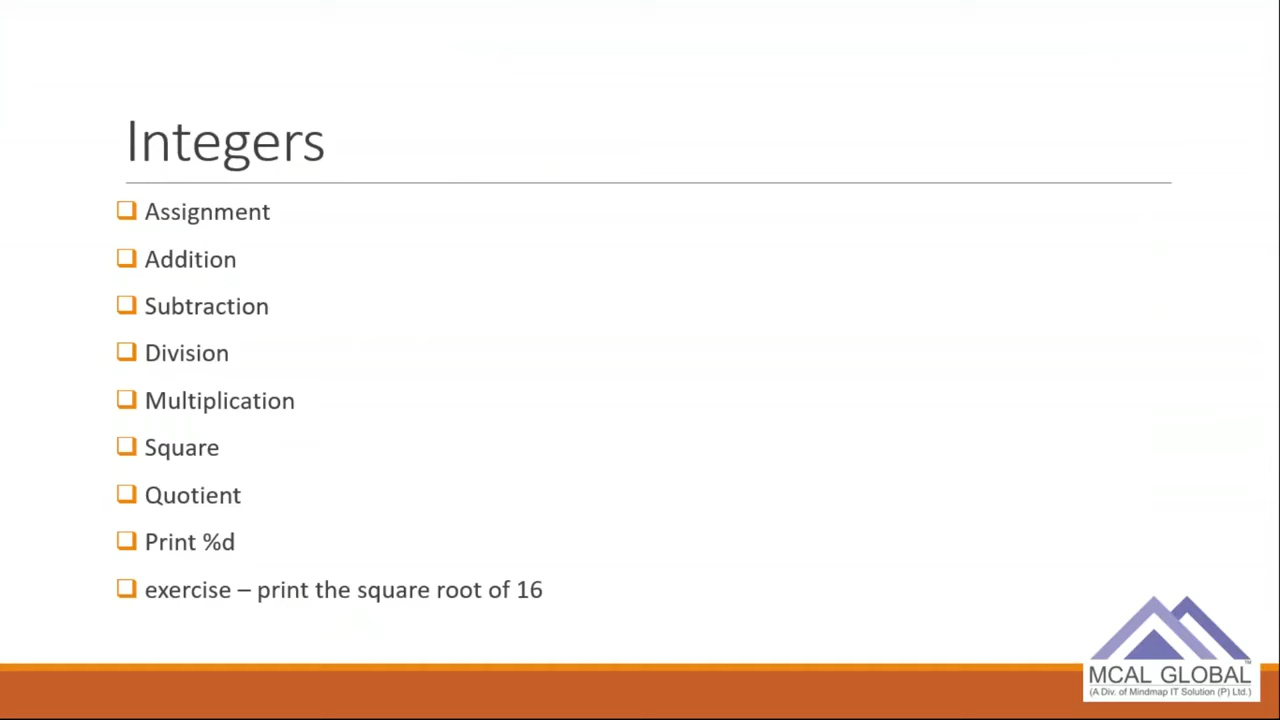 Integers
Assignment
Addition
Subtraction
Division
Multiplication
Square
Quotient
Print %d
exercise – print the square root of 16
MCAL GLOBAL™
(A Div. of Mindmap IT Solution (P) Ltd.)